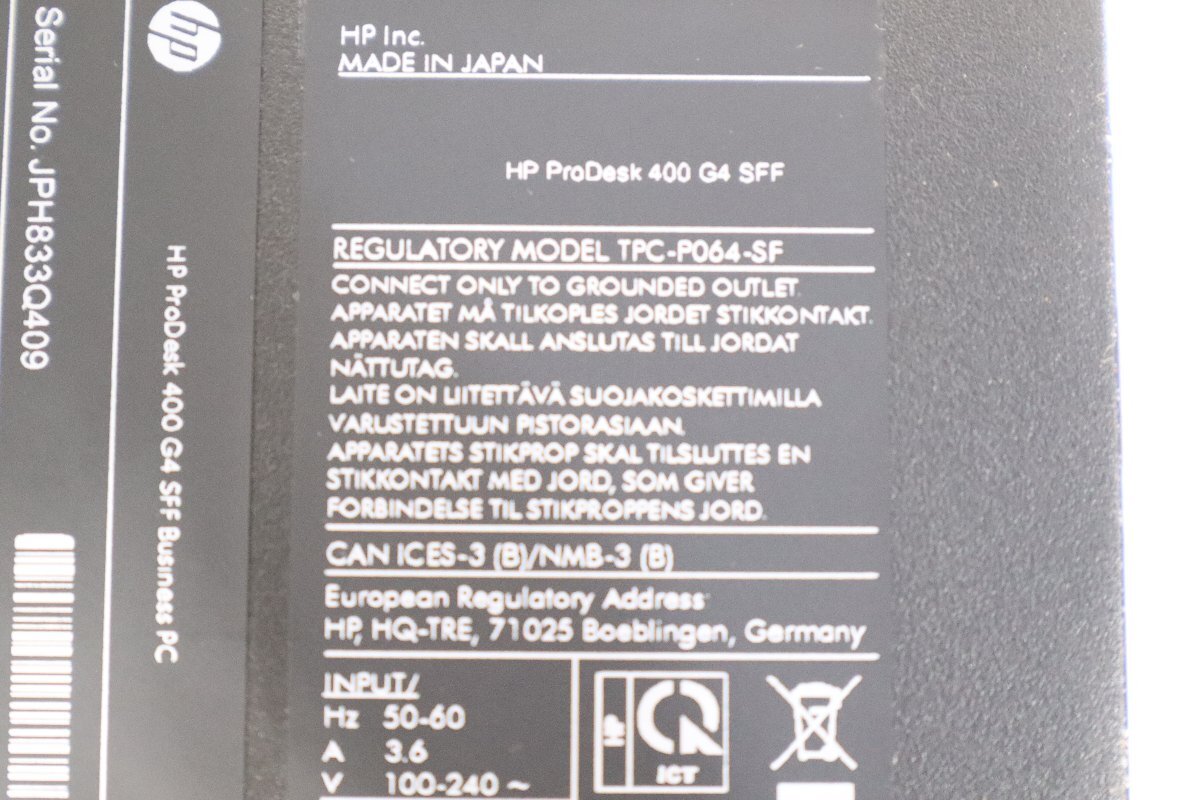 Serial No. JPH833Q409
hp
HP ProDesk 400 G4 SFF Business PC
HP Inc.
MADE IN JAPAN
HP ProDesk 400 G4 SFF
REGULATORY MODEL TPC-P064-SF
CONNECT ONLY TO GROUNDED OUTLET.
APPARATET MÅ TILKOPLES JORDET STIKKONTAKT.
APPARATEN SKALL ANSLUTAS TILL JORDAT
NÄTTUTAG.
LAITE ON LIITETTÄVÄ SUOJAKOSKETTIMILLA
VARUSTETTUUN PISTORASIAAN.
APPARATETS STIKPROP SKAL TILSLUTTES EN
STIKKONTAKT MED JORD, SOM GIVER
FORBINDELSE TIL STIKPROPPENS JORD.
CAN ICES-3 (B)/NMB-3 (B)
European Regulatory Address:
HP, HQ-TRE, 71025 Boeblingen, Germany
INPUT/
Hz 50-60
A 3.6
V 100-240 ~
ICT